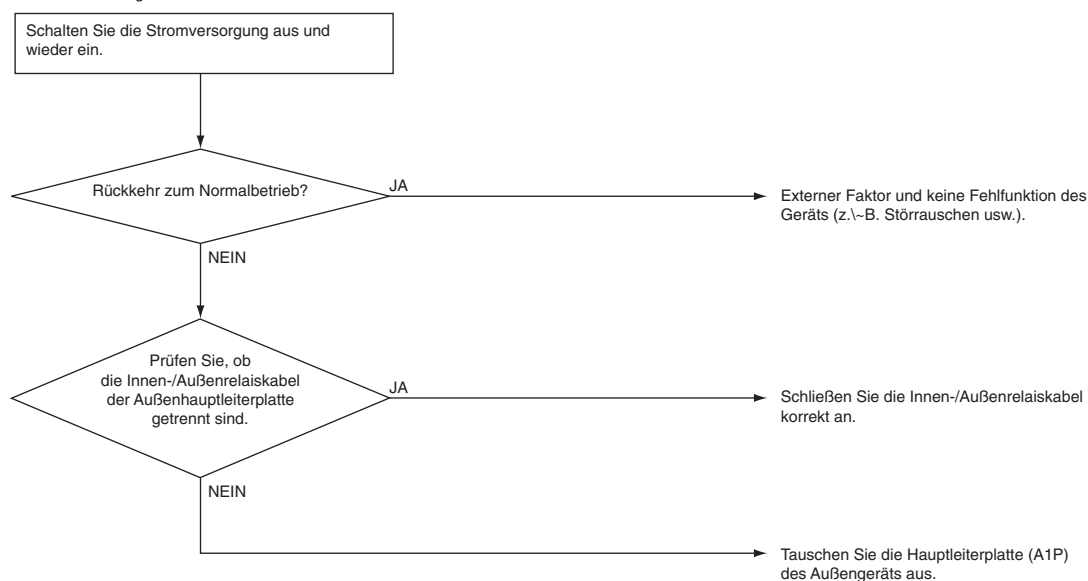 Schalten Sie die Stromversorgung aus und
wieder ein.
Rückkehr zum Normalbetrieb?
JA
Externer Faktor und keine Fehlfunktion des
Geräts (z.\~B. Störrauschen usw.).
NEIN
Prüfen Sie, ob
die Innen-/Außenrelaiskabel
der Außenhauptleiterplatte
getrennt sind.
JA
Schließen Sie die Innen-/Außenrelaiskabel
korrekt an.
NEIN
Tauschen Sie die Hauptleiterplatte (A1P)
des Außengeräts aus.